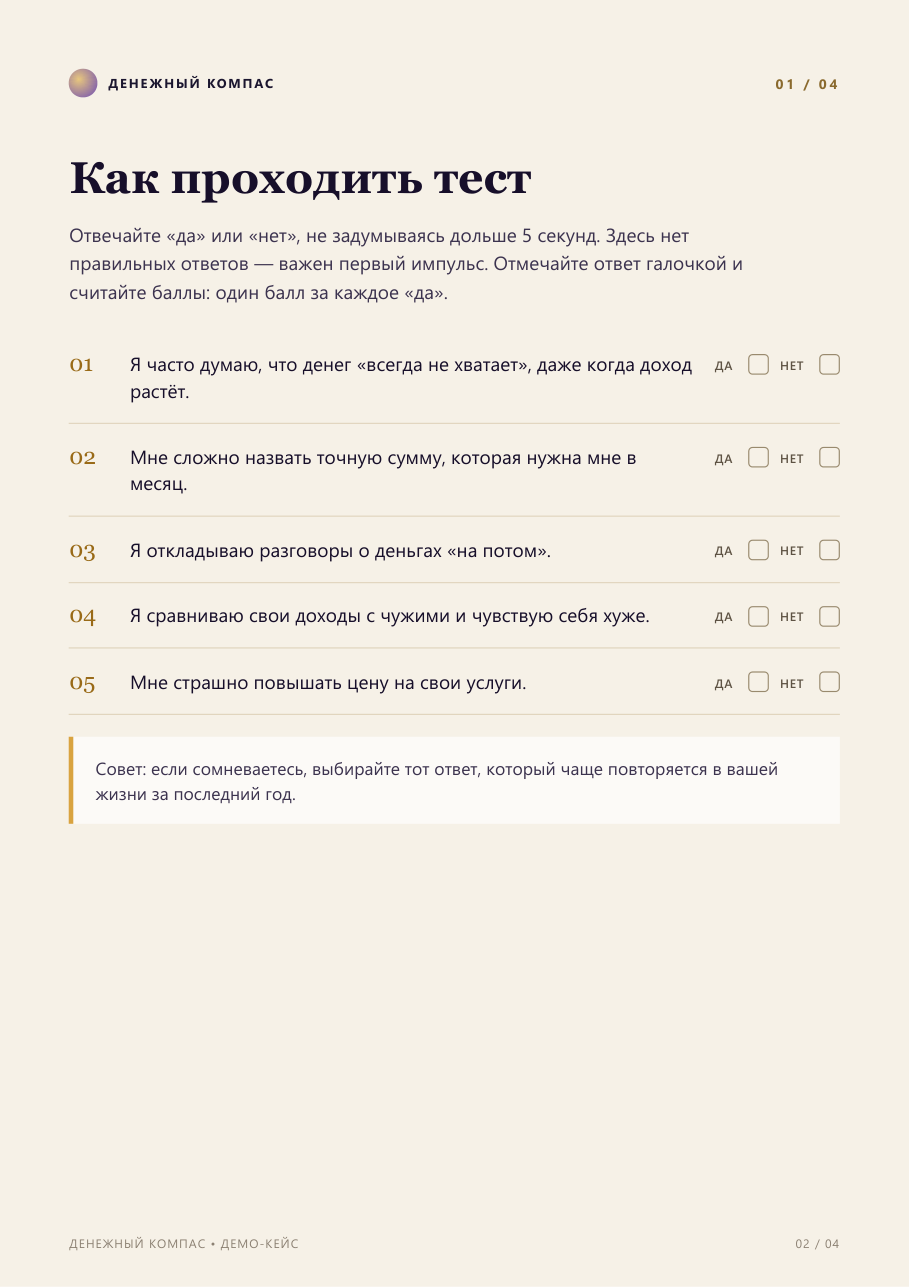 ДЕНЕЖНЫЙ КОМПАС
01 / 04
Как проходить тест
Отвечайте «да» или «нет», не задумываясь дольше 5 секунд. Здесь нет
правильных ответов — важен первый импульс. Отмечайте ответ галочкой и
считайте баллы: один балл за каждое «да».
01 Я часто думаю, что денег «всегда не хватает», даже когда доход ДА НЕТ
растёт.
02 Мне сложно назвать точную сумму, которая нужна мне в ДА НЕТ
месяц.
03 Я откладываю разговоры о деньгах «на потом». ДА НЕТ
04 Я сравниваю свои доходы с чужими и чувствую себя хуже. ДА НЕТ
05 Мне страшно повышать цену на свои услуги. ДА НЕТ
Совет: если сомневаетесь, выбирайте тот ответ, который чаще повторяется в вашей
жизни за последний год.
ДЕНЕЖНЫЙ КОМПАС • ДЕМО-КЕЙС
02 / 04